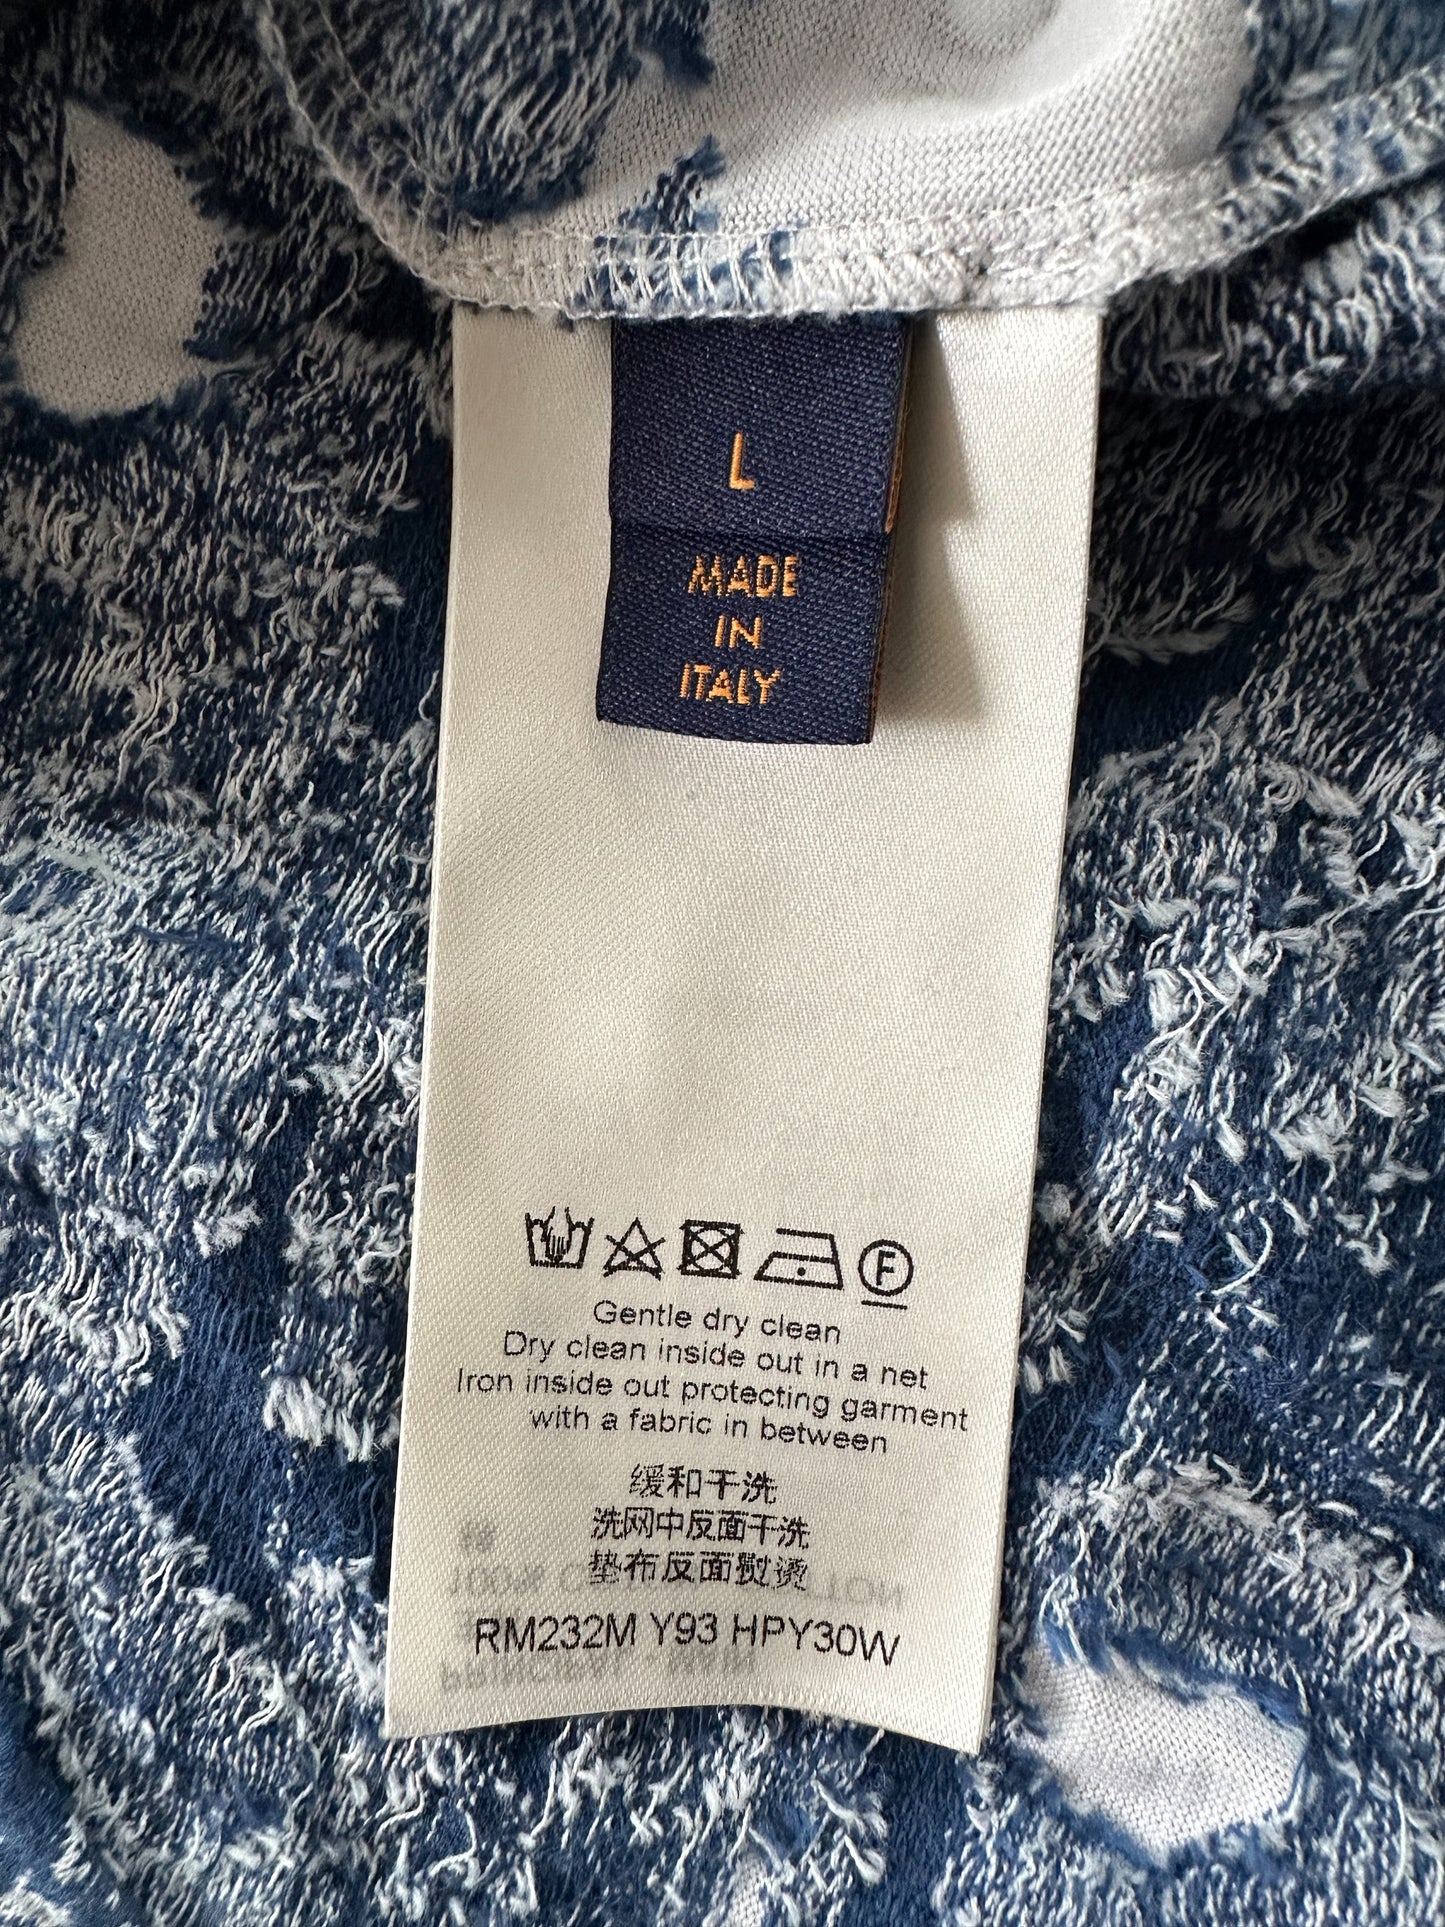 L
MADE
IN
ITALY
F
Gentle dry clean
Dry clean inside out in a net
Iron inside out protecting garment
with a fabric in between
缓和干洗
洗网中反面干洗
垫布反面熨烫
RM232M Y93 HPY30W